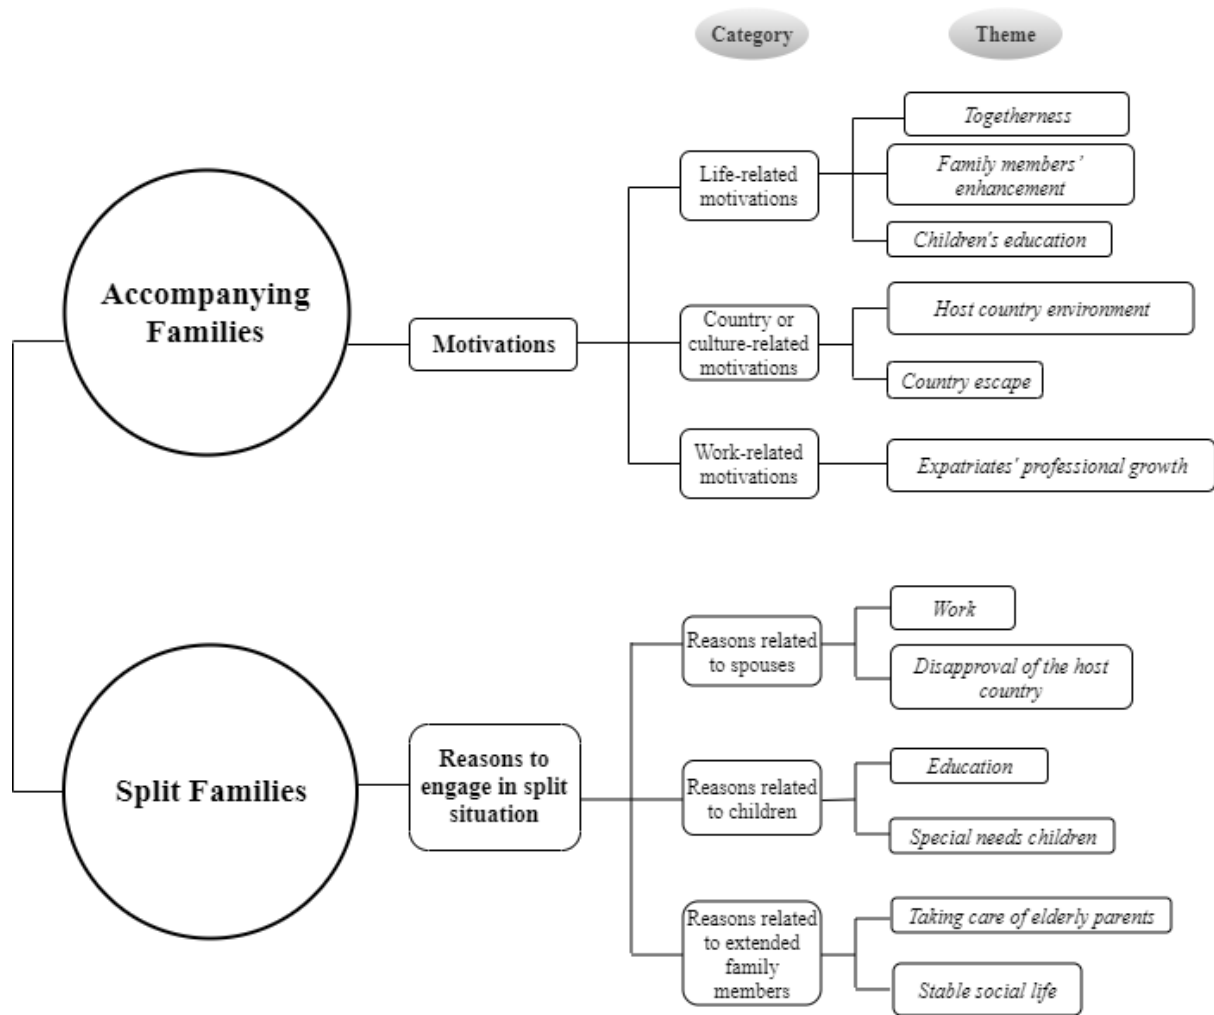 Category
Theme
Togetherness
Family members'
enhancement
Children's education
Life-related
motivations
Accompanying
Families
Motivations
Country or
culture-related
motivations
Host country environment
Country escape
Work-related
motivations
Expatriates' professional growth
Split Families
Reasons to
engage in split
situation
Reasons related
to spouses
Work
Disapproval of the host
country
Reasons related
to children
Education
Special needs children
Reasons related
to extended
family
members
Taking care of elderly parents
Stable social life